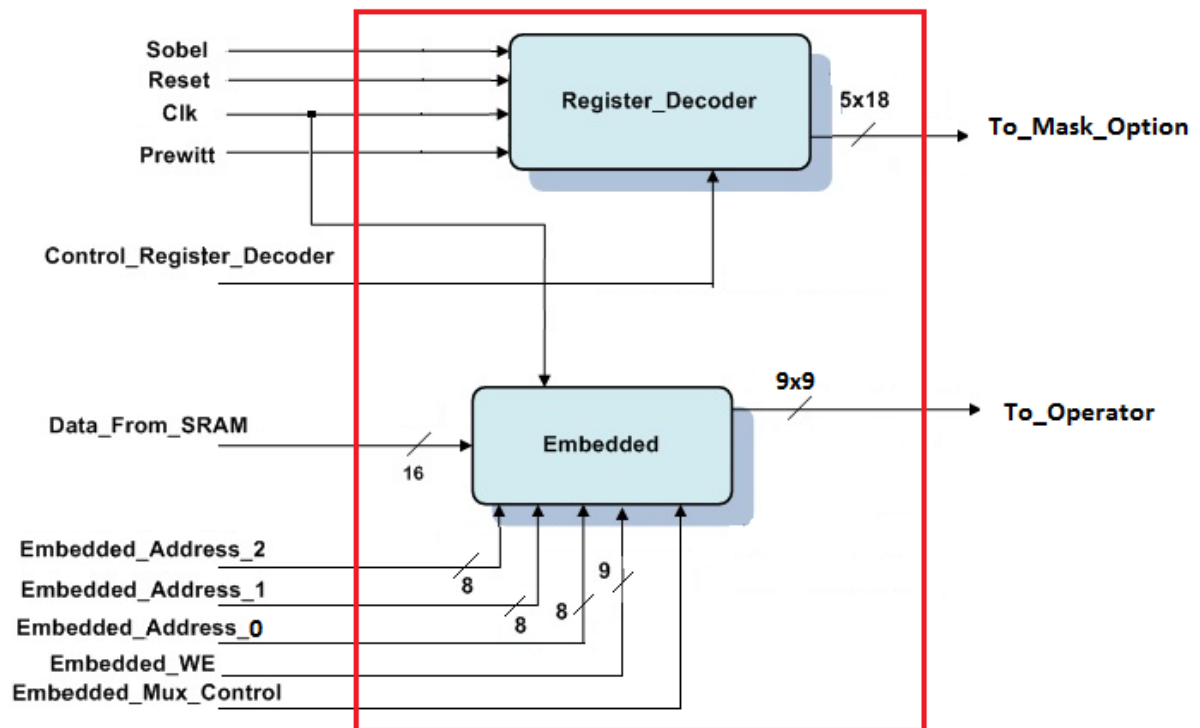 Sobel
Reset
Clk
Prewitt
Register_Decoder
5x18
To_Mask_Option
Control_Register_Decoder
9x9
To_Operator
Data_From_SRAM
16
Embedded
Embedded_Address_2
8
Embedded_Address_1
8
Embedded_Address_0
8
Embedded_WE
9
Embedded_Mux_Control